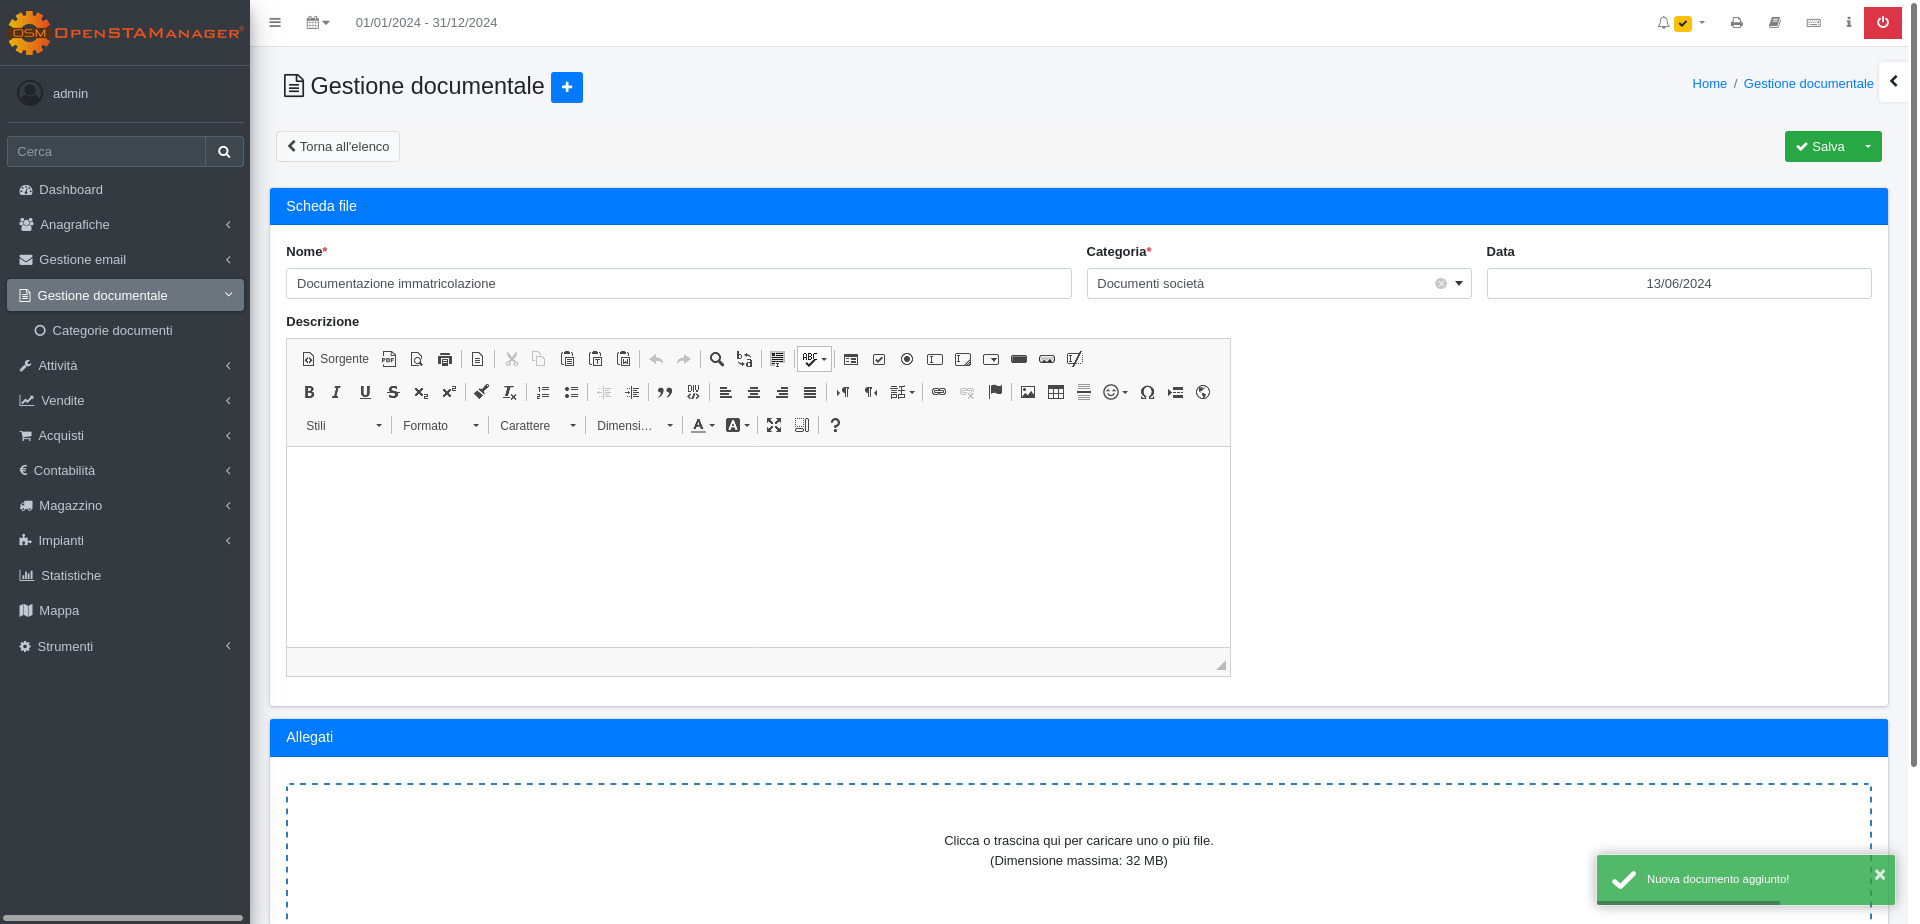 OSM OpenSTAManager®
01/01/2024 - 31/12/2024
admin
Cerca
Dashboard
Anagrafiche
Gestione email
Gestione documentale
Categorie documenti
Attività
Vendite
Acquisti
Contabilità
Magazzino
Impianti
Statistiche
Mappa
Strumenti
Gestione documentale
Home / Gestione documentale
Torna all'elenco
Salva
Scheda file
Nome*
Categoria*
Data
Documentazione immatricolazione
Documenti società
13/06/2024
Descrizione
Sorgente
Stili
Formato
Carattere
Dimensi…
Allegati
Clicca o trascina qui per caricare uno o più file.
(Dimensione massima: 32 MB)
Nuova documento aggiunto!